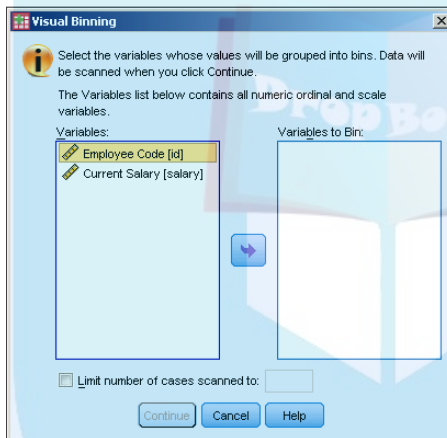 Visual Binning
Select the variables whose values will be grouped into bins. Data will
be scanned when you click Continue.
The Variables list below contains all numeric ordinal and scale
variables.
Variables:
Variables to Bin:
Employee Code [id]
Current Salary [salary]
Limit number of cases scanned to:
Continue
Cancel
Help
DROP BO